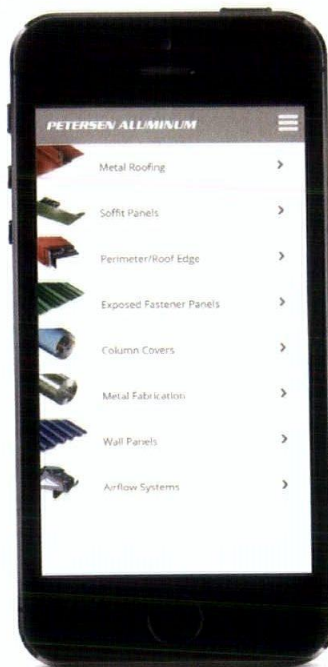 PETERSEN ALUMINUM
Metal Roofing
Soffit Panels
Perimeter/Roof Edge
Exposed Fastener Panels
Column Covers
Metal Fabrication
Wall Panels
Airflow Systems